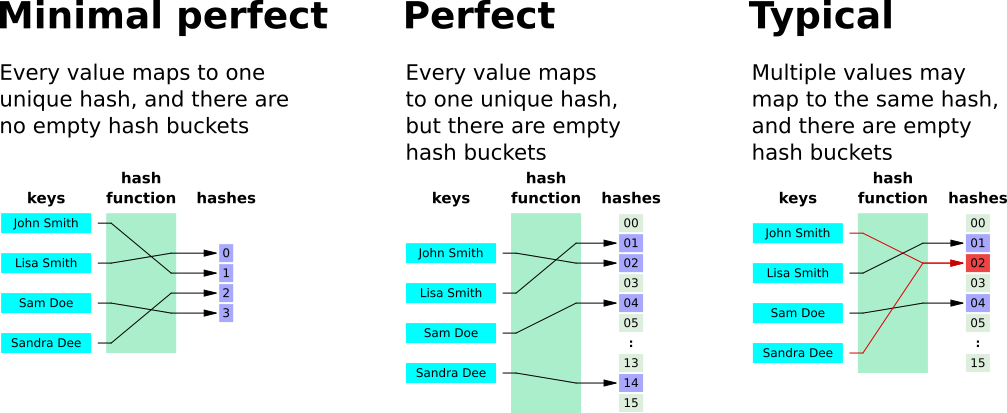 Minimal perfect
Every value maps to one
unique hash, and there are
no empty hash buckets
keys
hash
function
hashes
John Smith
Lisa Smith
Sam Doe
Sandra Dee
0
1
2
3
Perfect
Every value maps
to one unique hash,
but there are empty
hash buckets
keys
hash
function
hashes
John Smith
Lisa Smith
Sam Doe
Sandra Dee
00
01
02
03
04
05
:
13
14
15
Typical
Multiple values may
map to the same hash,
and there are empty
hash buckets
keys
hash
function
hashes
John Smith
Lisa Smith
Sam Doe
Sandra Dee
00
01
02
03
04
05
:
15